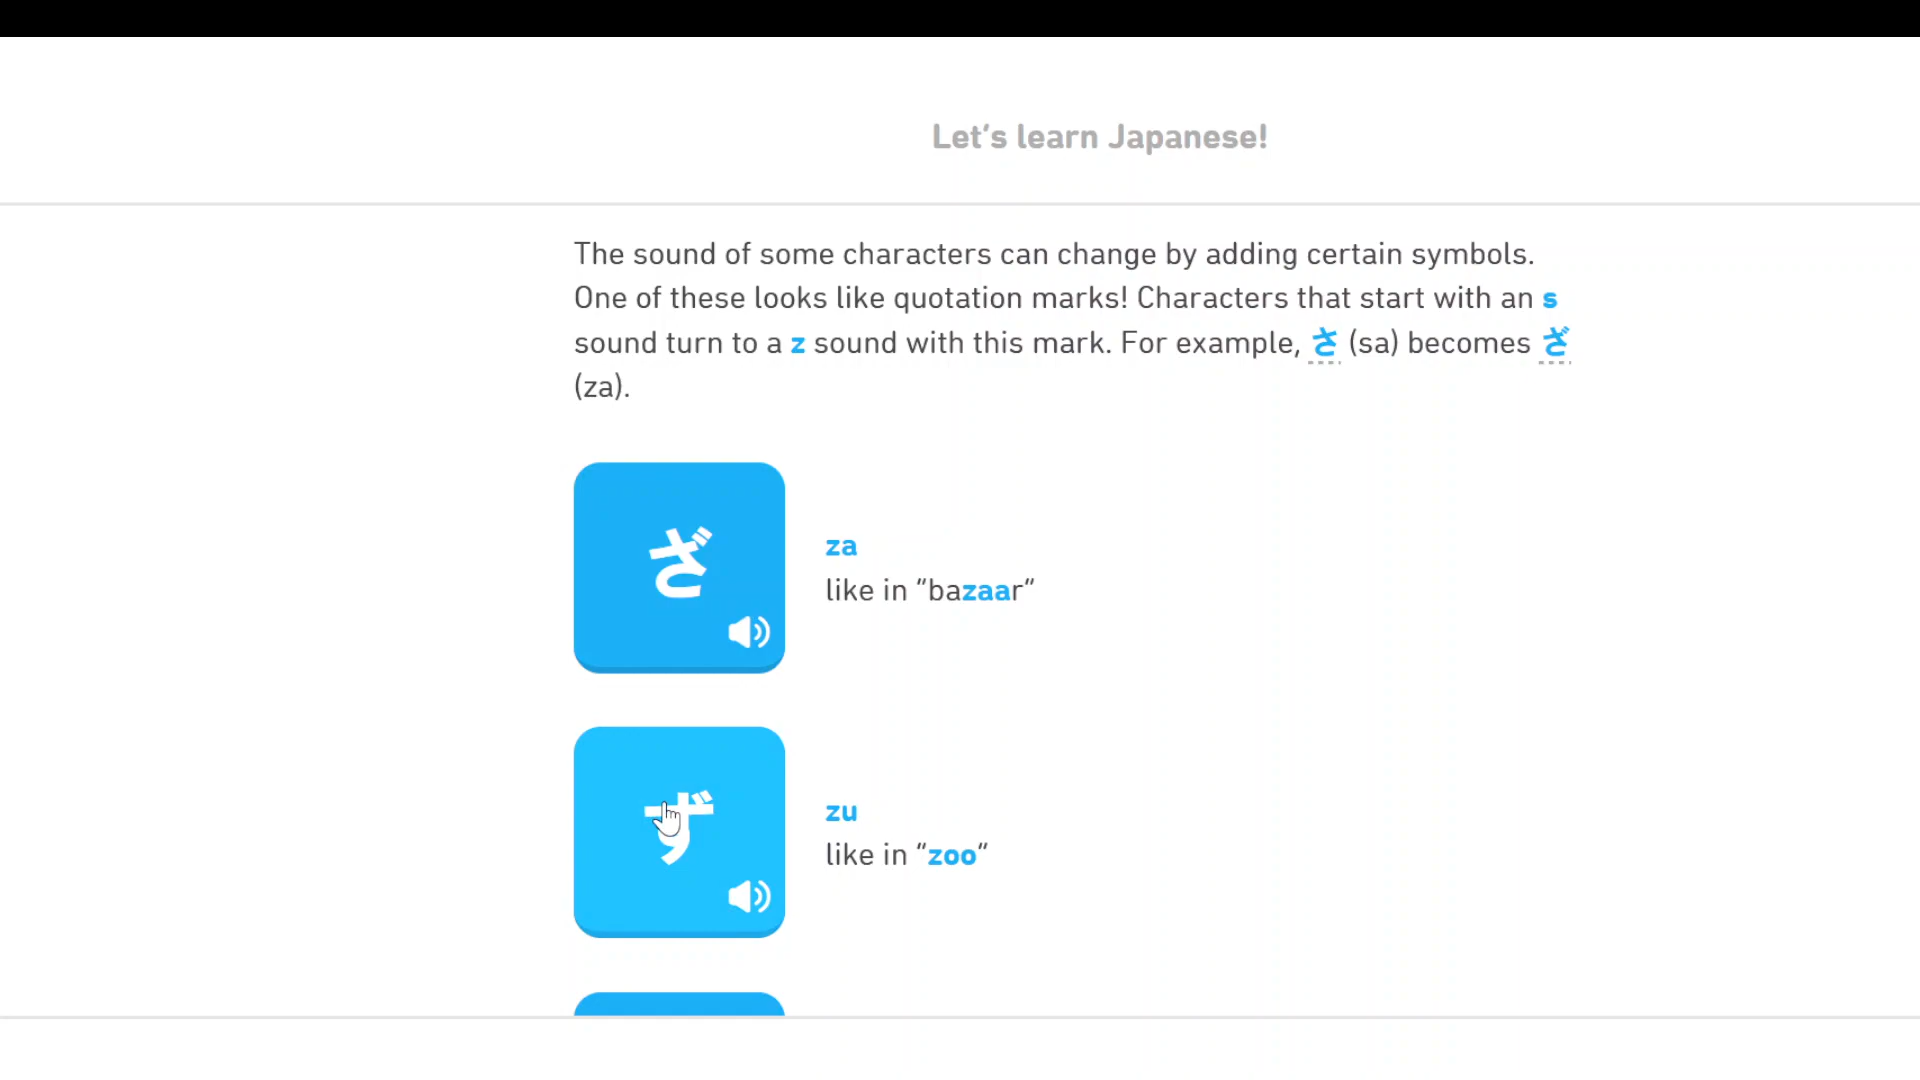 Let's learn Japanese!
The sound of some characters can change by adding certain symbols.
One of these looks like quotation marks! Characters that start with an s
sound turn to a z sound with this mark. For example, さ (sa) becomes ざ
(za).
ざ
za
like in "bazaar"
ず
zu
like in "zoo"